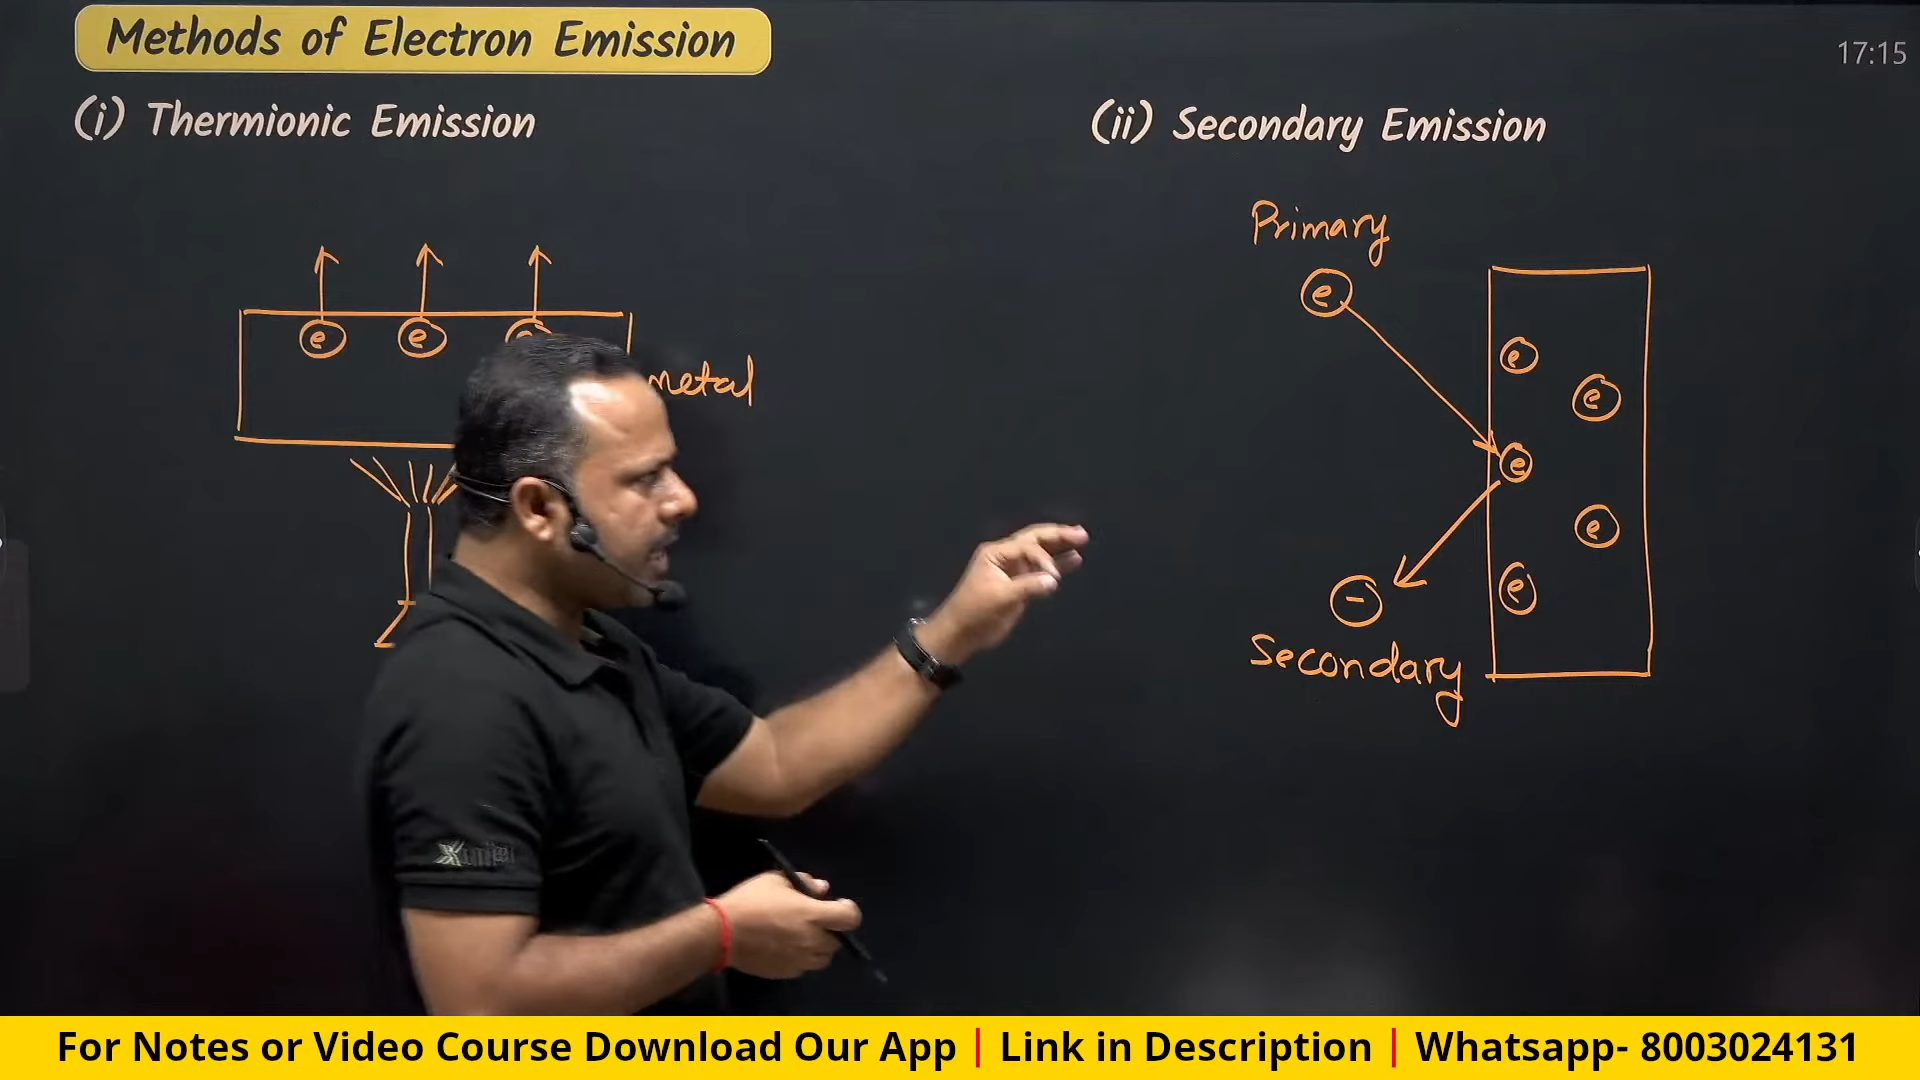 Methods of Electron Emission
17:15
(i) Thermionic Emission
(ii) Secondary Emission
Primary
e
e e e
e
metal
e
e
e
e
-
Secondary
For Notes or Video Course Download Our App | Link in Description | Whatsapp- 8003024131